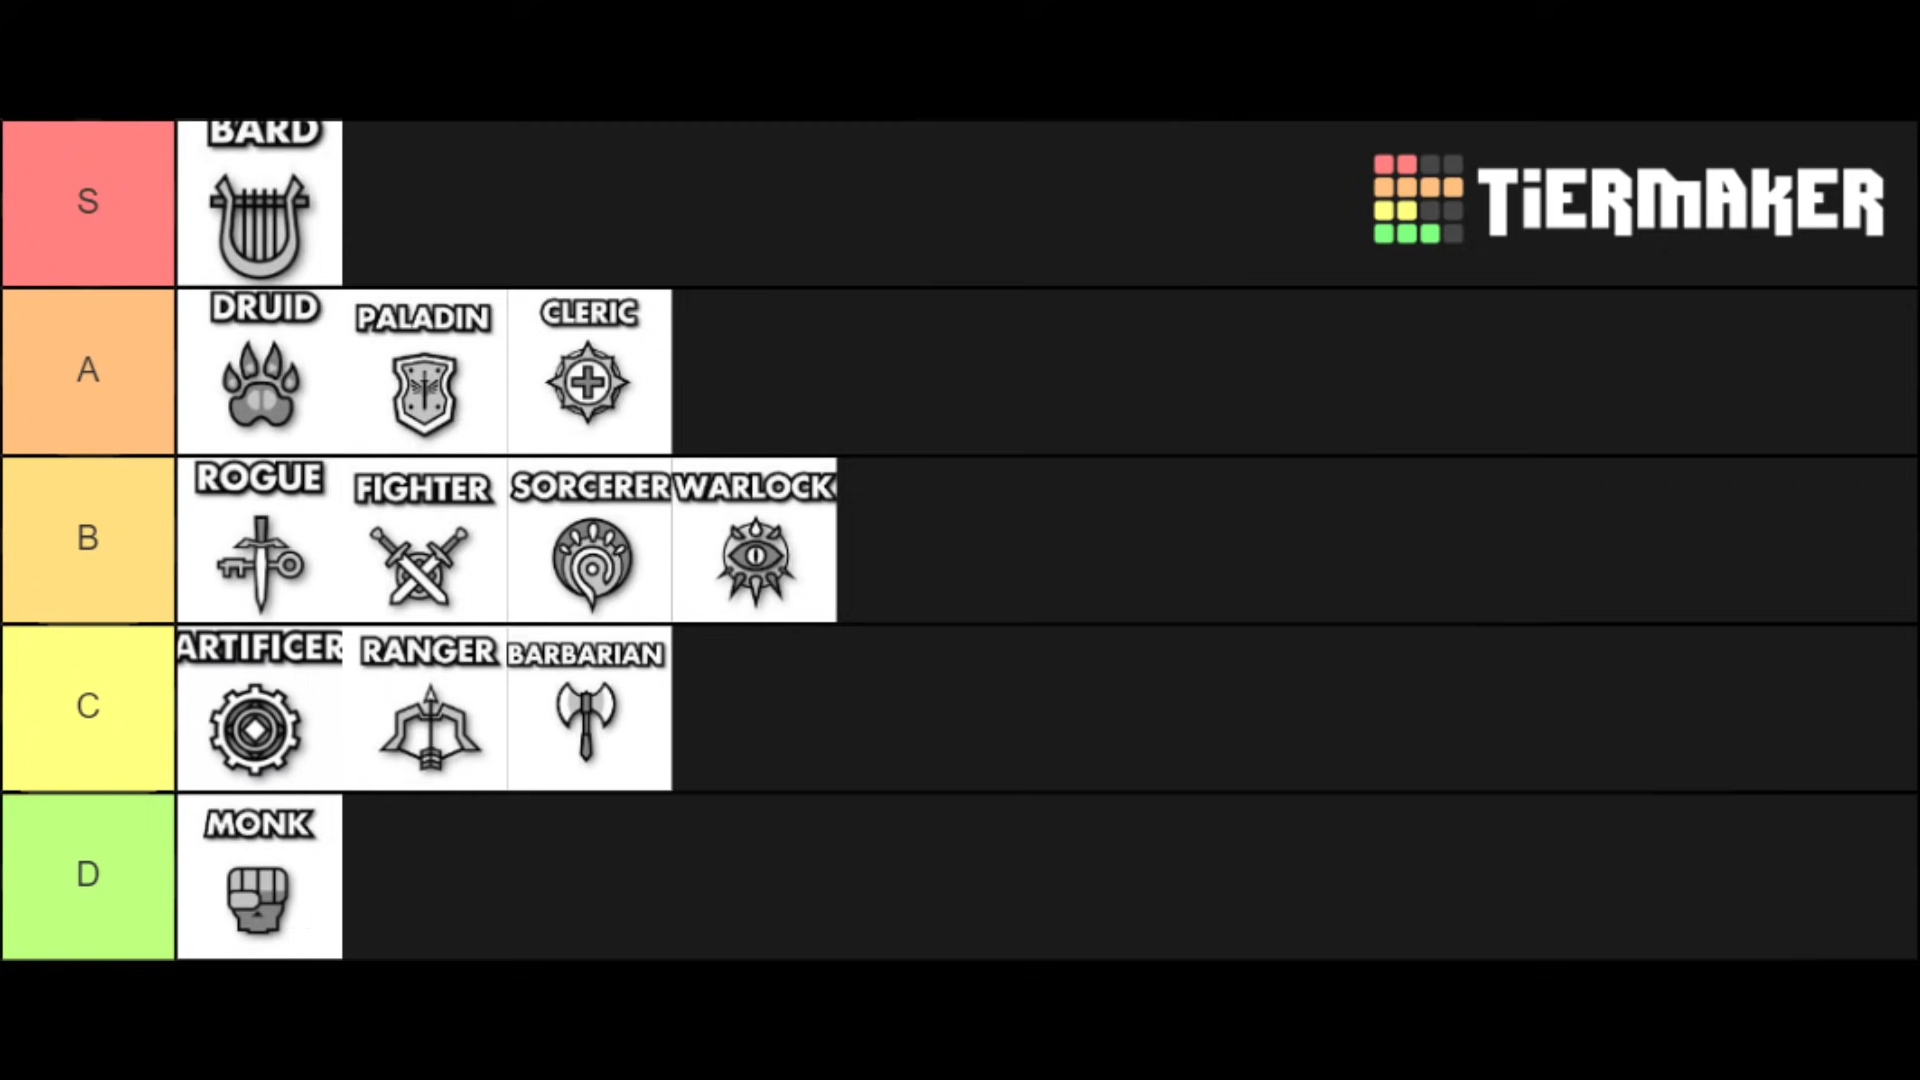 S
BARD
TiERMAKER
A
DRUID
PALADIN
CLERIC
B
ROGUE
FIGHTER
SORCERER
WARLOCK
C
ARTIFICER
RANGER
BARBARIAN
D
MONK